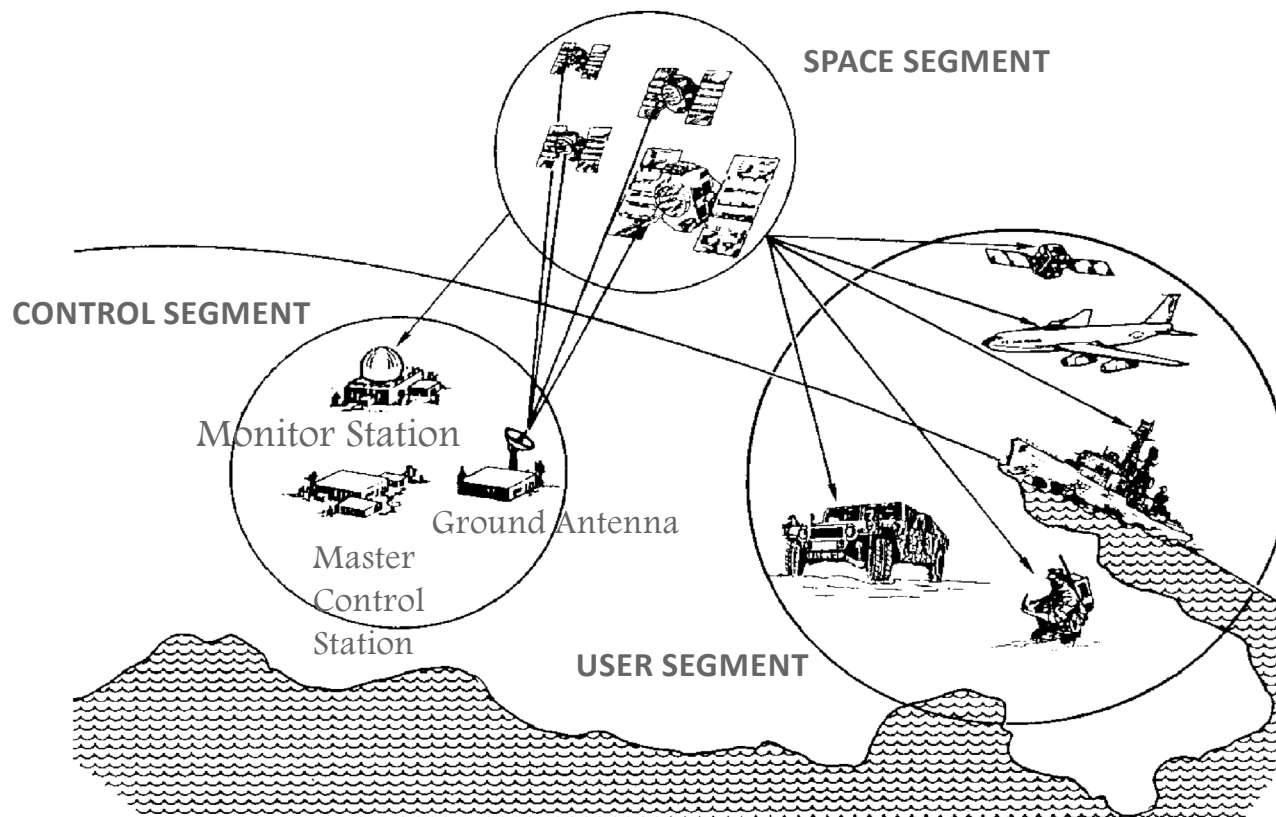 SPACE SEGMENT
CONTROL SEGMENT
Monitor Station
Ground Antenna
Master
Control
Station
USER SEGMENT